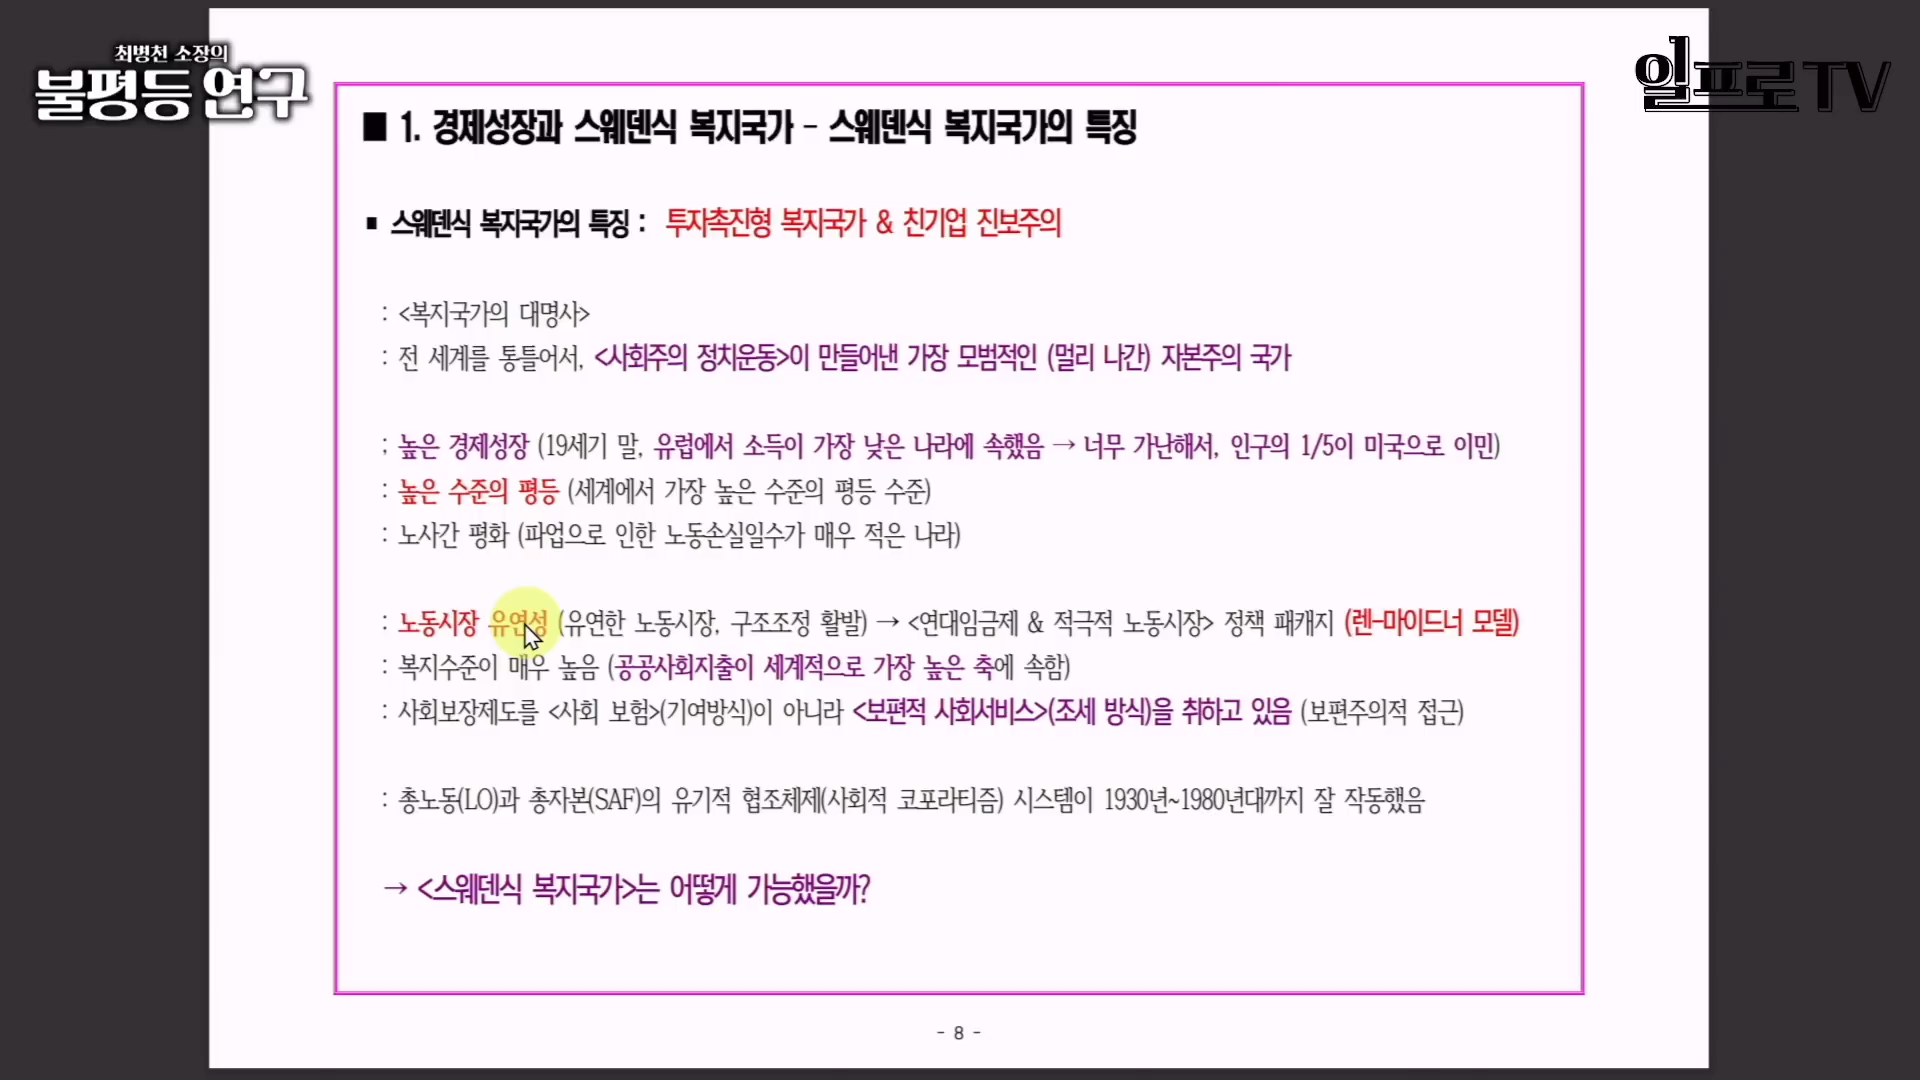 최병천 소장의
불평등 연구
일프로TV
■ 1. 경제성장과 스웨덴식 복지국가 - 스웨덴식 복지국가의 특징
▪ 스웨덴식 복지국가의 특징 : 투자촉진형 복지국가 & 친기업 진보주의
: <복지국가의 대명사>
: 전 세계를 통틀어서, <사회주의 정치운동>이 만들어낸 가장 모범적인 (멀리 나간) 자본주의 국가
; 높은 경제성장 (19세기 말, 유럽에서 소득이 가장 낮은 나라에 속했음 → 너무 가난해서, 인구의 1/5이 미국으로 이민)
: 높은 수준의 평등 (세계에서 가장 높은 수준의 평등 수준)
: 노사간 평화 (파업으로 인한 노동손실일수가 매우 적은 나라)
: 노동시장 유연성 (유연한 노동시장, 구조조정 활발) → <연대임금제 & 적극적 노동시장> 정책 패캐지 (렌-마이드너 모델)
: 복지수준이 매우 높음 (공공사회지출이 세계적으로 가장 높은 축에 속함)
: 사회보장제도를 <사회 보험>(기여방식)이 아니라 <보편적 사회서비스>(조세 방식)을 취하고 있음 (보편주의적 접근)
: 총노동(LO)과 총자본(SAF)의 유기적 협조체제(사회적 코포라티즘) 시스템이 1930년~1980년대까지 잘 작동했음
→ <스웨덴식 복지국가>는 어떻게 가능했을까?
- 8 -